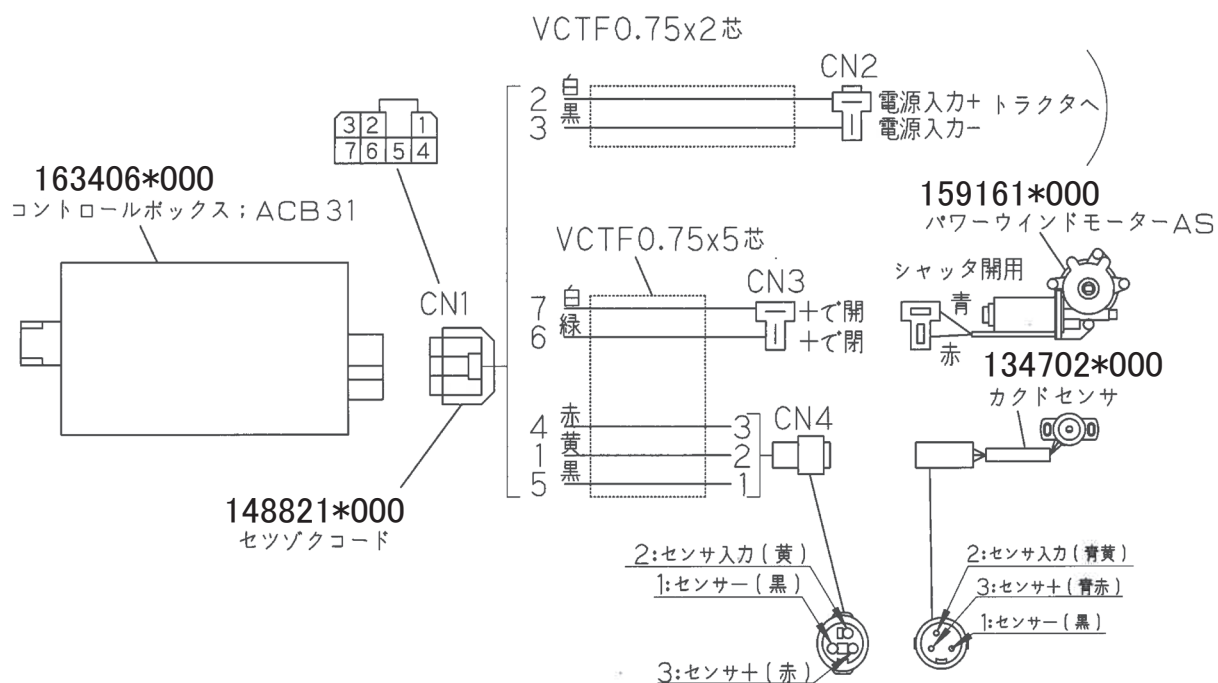 VCTF0.75x2芯
CN2
2 白
3 黒
電源入力+
電源入力-
トラクタへ
3 2 1
7 6 5 4
163406*000
コントロールボックス;ACB31
159161*000
パワーウインドモーターAS
VCTF0.75x5芯
シャッタ開用
CN1
CN3
7 白
6 緑
+で開
+で閉
青
赤
134702*000
カクドセンサ
4 赤 3
1 黄 2
5 黒 1
CN4
148821*000
セツゾクコード
2:センサ入力(黄)
1:センサー(黒)
3:センサ+(赤)
2:センサ入力(青黄)
3:センサ+(青赤)
1:センサー(黒)